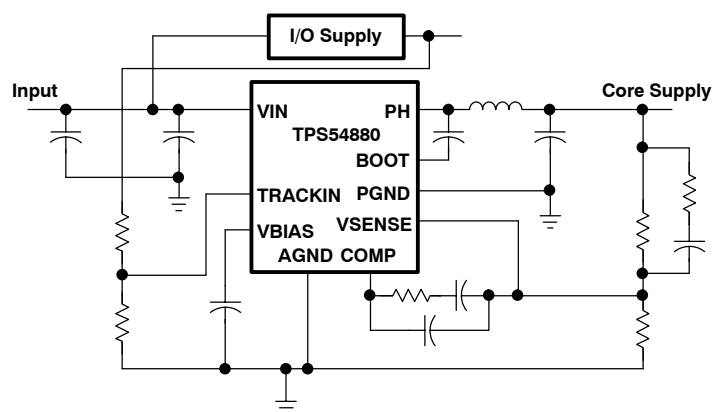 I/O Supply
Input
Core Supply
VIN
PH
TPS54880
BOOT
TRACKIN
PGND
VSENSE
VBIAS
AGND COMP